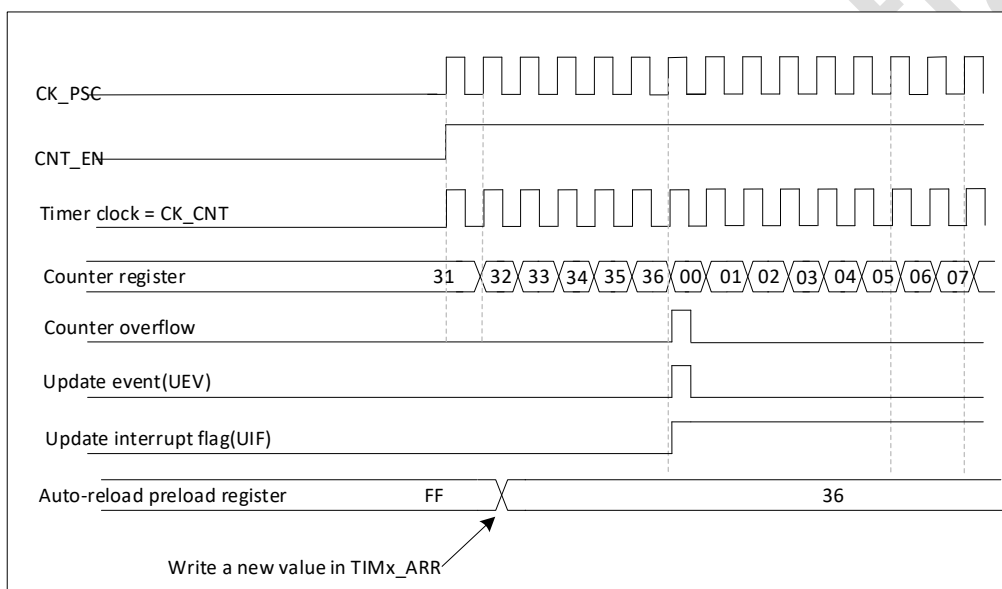 CK_PSC
CNT_EN
Timer clock = CK_CNT
Counter register 31 32 33 34 35 36 00 01 02 03 04 05 06 07
Counter overflow
Update event(UEV)
Update interrupt flag(UIF)
Auto-reload preload register FF 36
Write a new value in TIMx_ARR